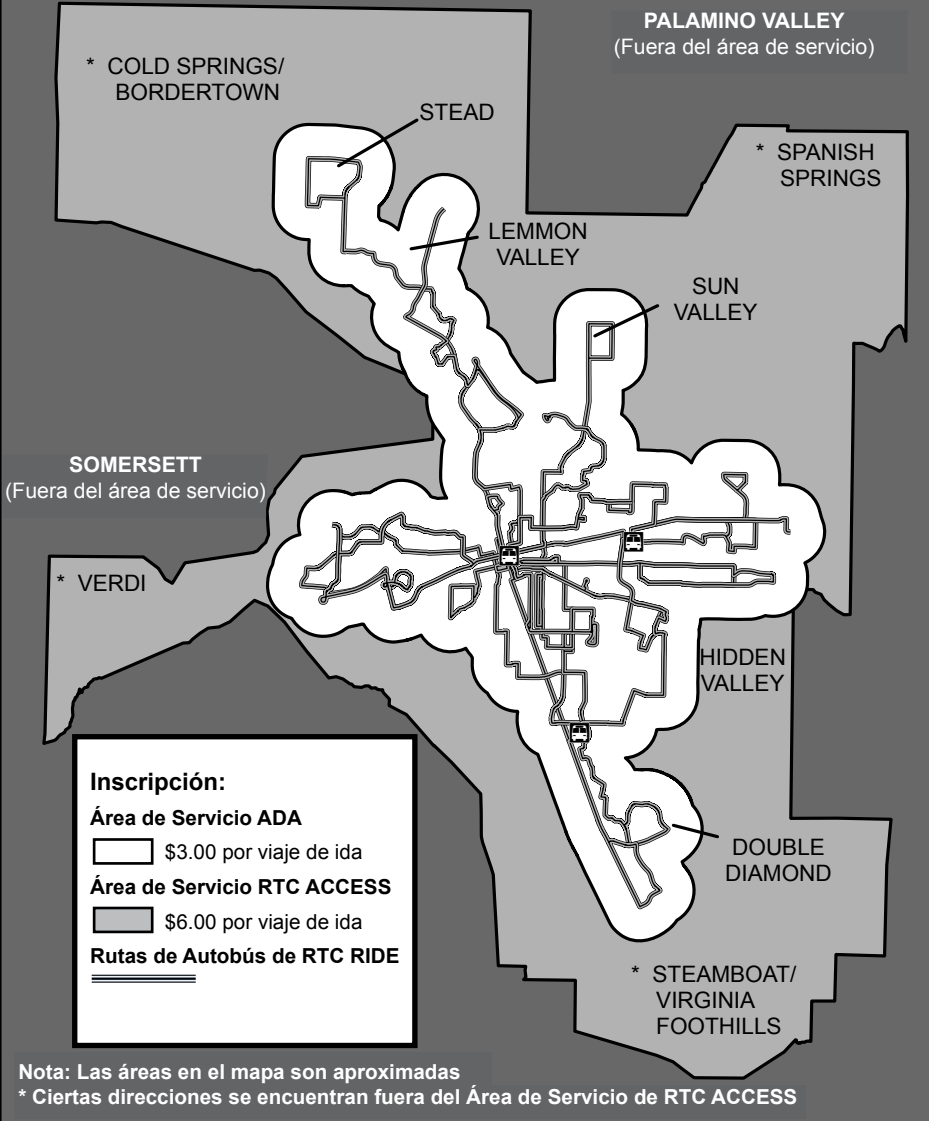 PALAMINO VALLEY
(Fuera del área de servicio)
* COLD SPRINGS/
BORDERTOWN
STEAD
* SPANISH
SPRINGS
LEMMON
VALLEY
SUN
VALLEY
SOMERSETT
(Fuera del área de servicio)
* VERDI
HIDDEN
VALLEY
Inscripción:
Área de Servicio ADA
$3.00 por viaje de ida
Área de Servicio RTC ACCESS
$6.00 por viaje de ida
Rutas de Autobús de RTC RIDE
DOUBLE
DIAMOND
* STEAMBOAT/
VIRGINIA
FOOTHILLS
Nota: Las áreas en el mapa son aproximadas
* Ciertas direcciones se encuentran fuera del Área de Servicio de RTC ACCESS